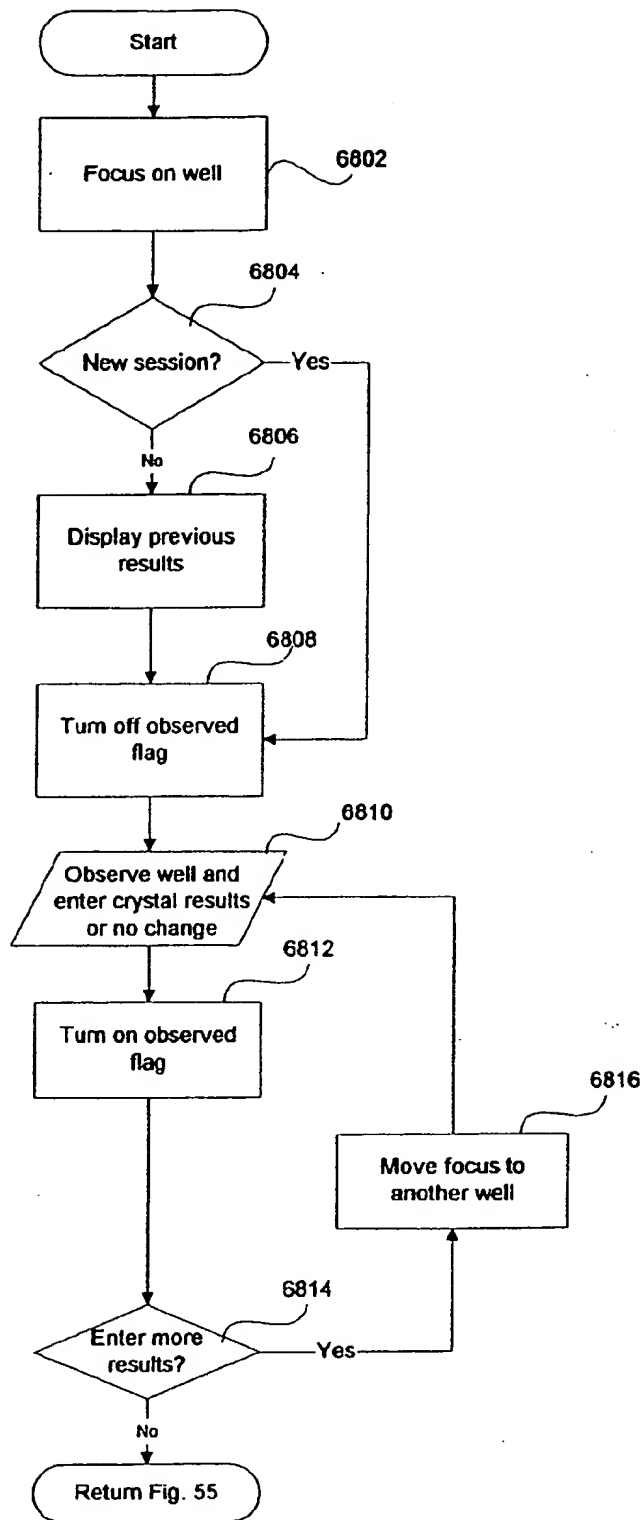 Start
Focus on well
6802
6804
New session?
Yes
No
6806
Display previous
results
6808
Turn off observed
flag
6810
Observe well and
enter crystal results
or no change
6812
Turn on observed
flag
6816
Move focus to
another well
6814
Enter more
results?
Yes
No
Return Fig. 55